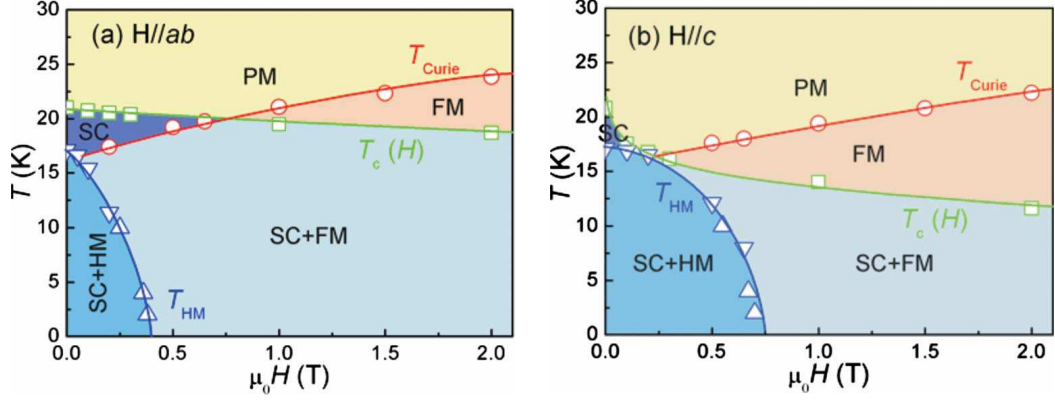 (a) H//ab
T_Curie
PM
FM
SC
T_c (H)
SC+FM
SC+HM
T_HM
30
25
20
15
10
5
0
T (K)
0.0 0.5 1.0 1.5 2.0
μ₀H (T)
(b) H//c
PM
T_Curie
SC
FM
T_HM
T_c (H)
SC+HM
SC+FM
30
25
20
15
10
5
0
T (K)
0.0 0.5 1.0 1.5 2.0
μ₀H (T)